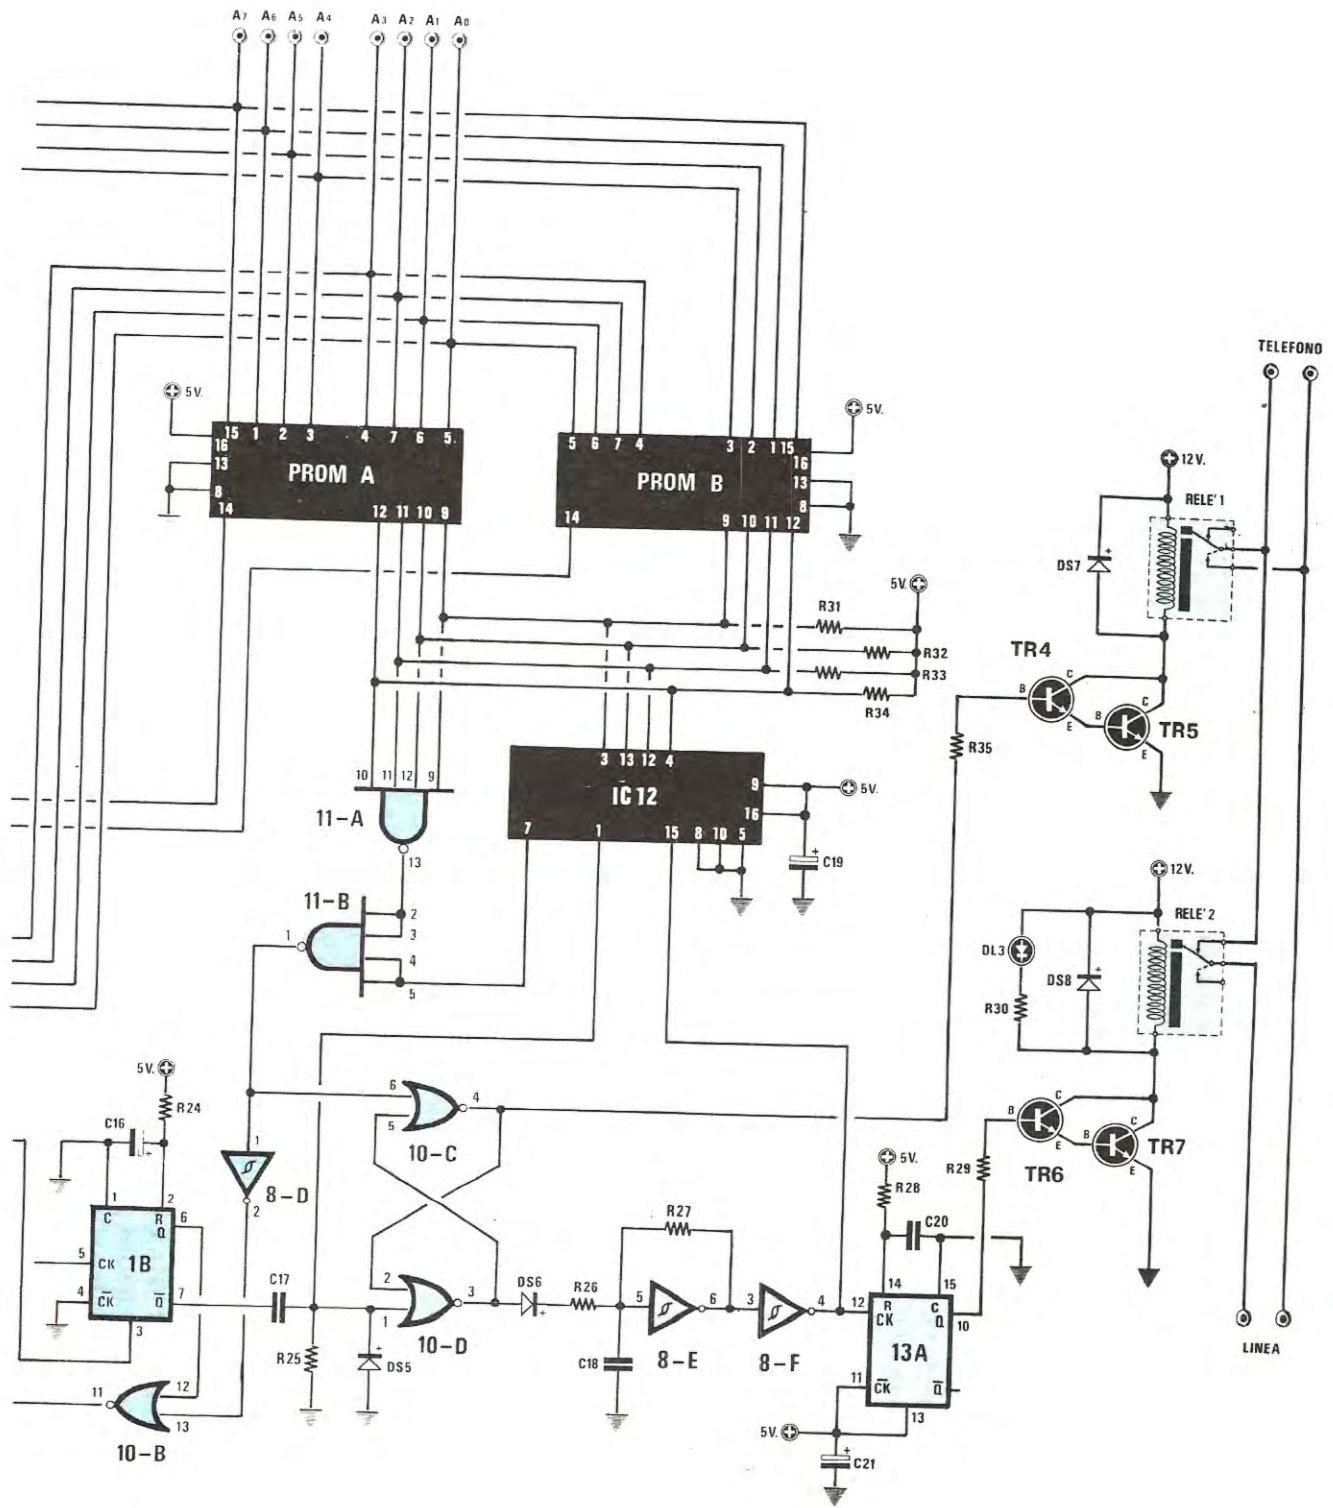 A7 A6 A5 A4 A3 A2 A1 A0
TELEFONO
5V.
5V.
15 1 2 3 4 7 6 5
16
13
8
14
PROM A
12 11 10 9
5 6 7 4 3 2 1 15
16
13
8
14
PROM B
9 10 11 12
12V.
RELE' 1
DS7
+
5V.
R31
R32
R33
R34
TR4
B
C
E
TR5
B
C
E
R35
3 13 12 4
9
16
IC 12
7 1 15 8 10 5
5V.
C19
+
10 11 12 9
11-A
13
11-B
1
2
3
4
5
12V.
RELE' 2
DL3
DS8
+
R30
5V.
R24
C16
+
1
8-D
2
6
5
4
10-C
1 2
C R
Q
6
5 CK
1B
4 CK
Q
7
3
C17
R25
DS5
+
2
1
3
10-D
DS6
+
R26
C18
R27
5
6
8-E
3
4
8-F
5V.
R28
C20
14 15
R C
12 CK
Q
10
13A
11 CK
Q
13
5V.
C21
+
R29
TR6
B
C
E
TR7
B
C
E
LINEA
11
12
13
10-B